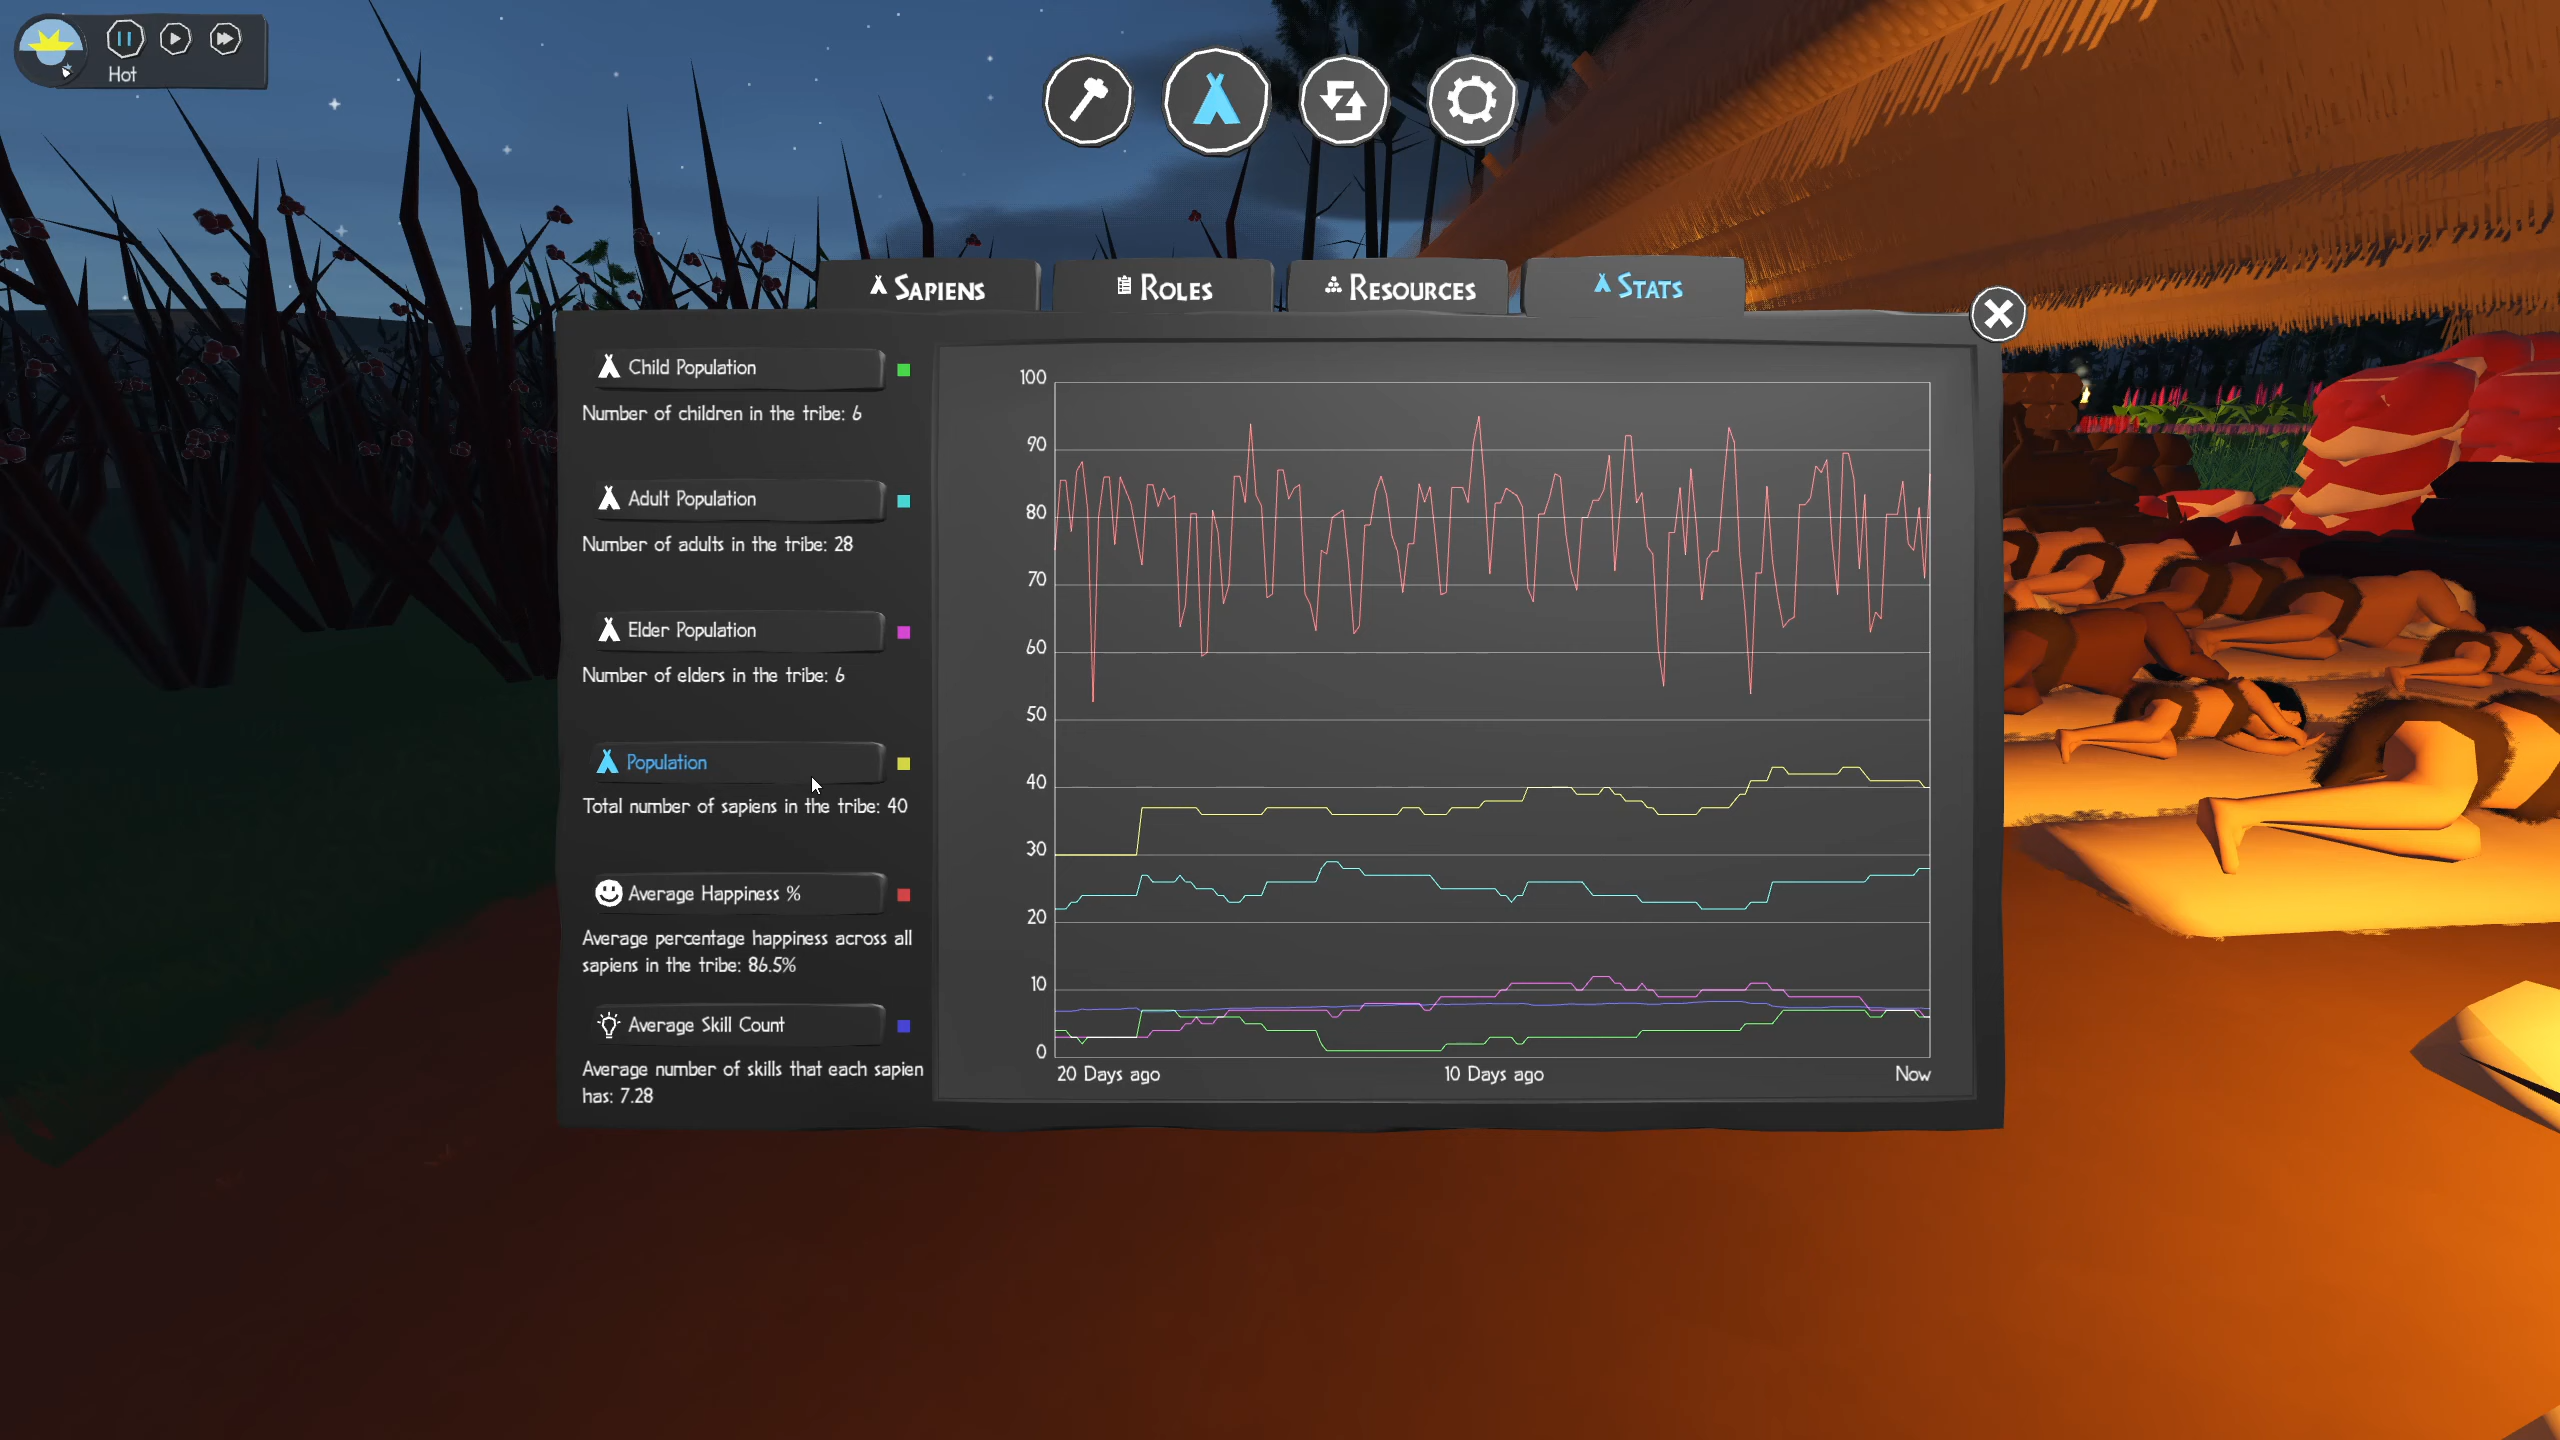 Hot
SAPIENS
ROLES
RESOURCES
STATS
Child Population
Number of children in the tribe: 6
Adult Population
Number of adults in the tribe: 28
Elder Population
Number of elders in the tribe: 6
Population
Total number of sapiens in the tribe: 40
Average Happiness %
Average percentage happiness across all
sapiens in the tribe: 86.5%
Average Skill Count
Average number of skills that each sapien
has: 7.28
100
90
80
70
60
50
40
30
20
10
0
20 Days ago
10 Days ago
Now